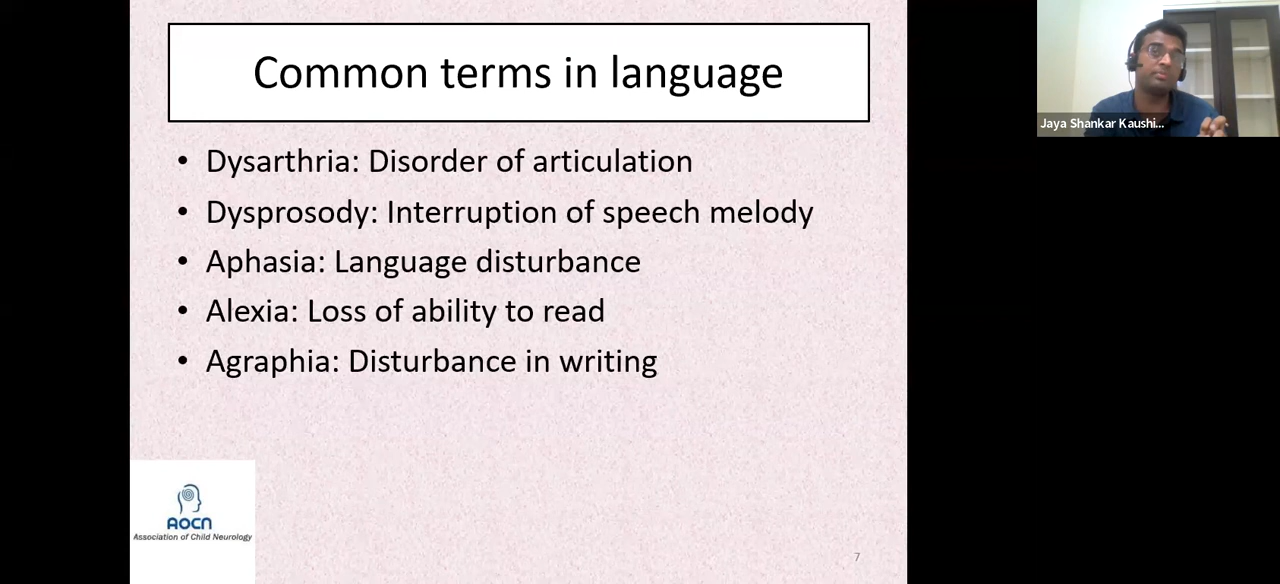 Common terms in language
• Dysarthria: Disorder of articulation
• Dysprosody: Interruption of speech melody
• Aphasia: Language disturbance
• Alexia: Loss of ability to read
• Agraphia: Disturbance in writing
AOCN
Association of Child Neurology
7
Jaya Shankar Kaushi...